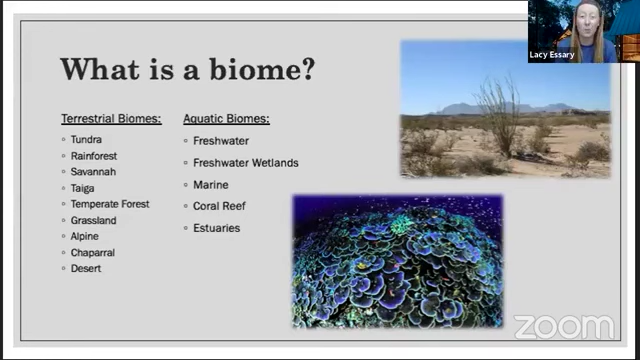 Lacy Essary
What is a biome?
Terrestrial Biomes:
Tundra
Rainforest
Savannah
Taiga
Temperate Forest
Grassland
Alpine
Chaparral
Desert
Aquatic Biomes:
Freshwater
Freshwater Wetlands
Marine
Coral Reef
Estuaries
zoom